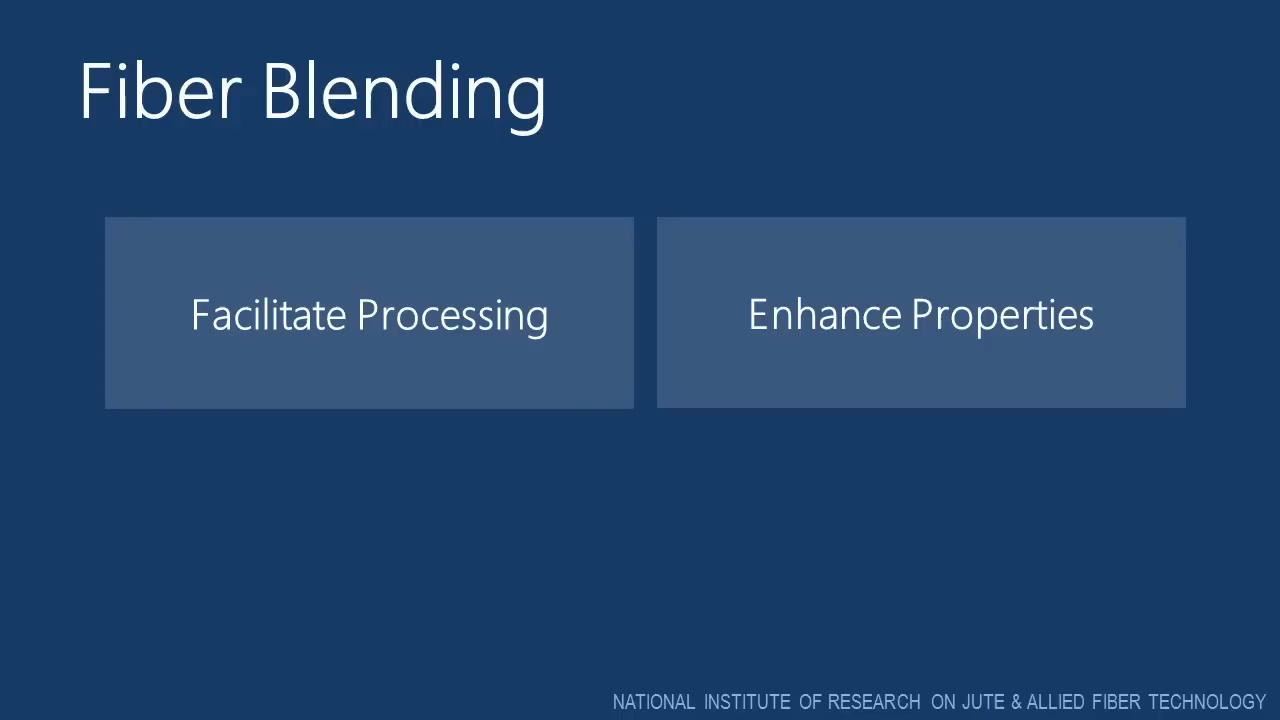 Fiber Blending
Facilitate Processing
Enhance Properties
NATIONAL INSTITUTE OF RESEARCH ON JUTE & ALLIED FIBER TECHNOLOGY